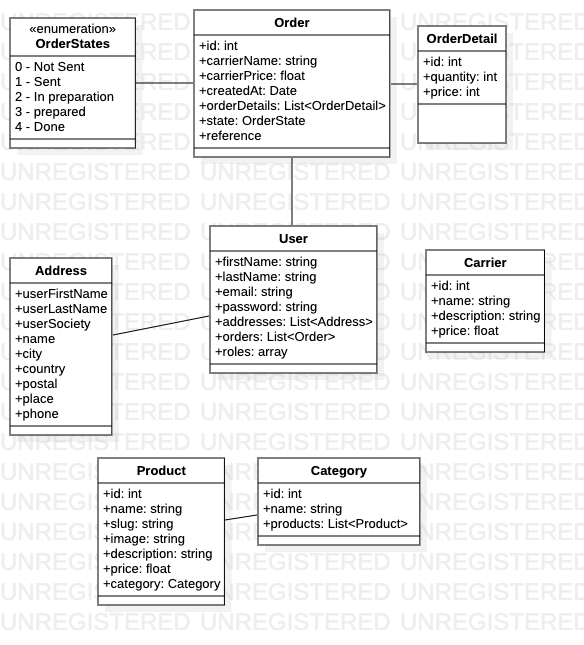 «enumeration»
OrderStates
0 - Not Sent
1 - Sent
2 - In preparation
3 - prepared
4 - Done
Order
+id: int
+carrierName: string
+carrierPrice: float
+createdAt: Date
+orderDetails: List<OrderDetail>
+state: OrderState
+reference
OrderDetail
+id: int
+quantity: int
+price: int
Address
+userFirstName
+userLastName
+userSociety
+name
+city
+country
+postal
+place
+phone
User
+firstName: string
+lastName: string
+email: string
+password: string
+addresses: List<Address>
+orders: List<Order>
+roles: array
Carrier
+id: int
+name: string
+description: string
+price: float
Product
+id: int
+name: string
+slug: string
+image: string
+description: string
+price: float
+category: Category
Category
+id: int
+name: string
+products: List<Product>
UNREGISTERED UNREGISTERED UNREGISTERED